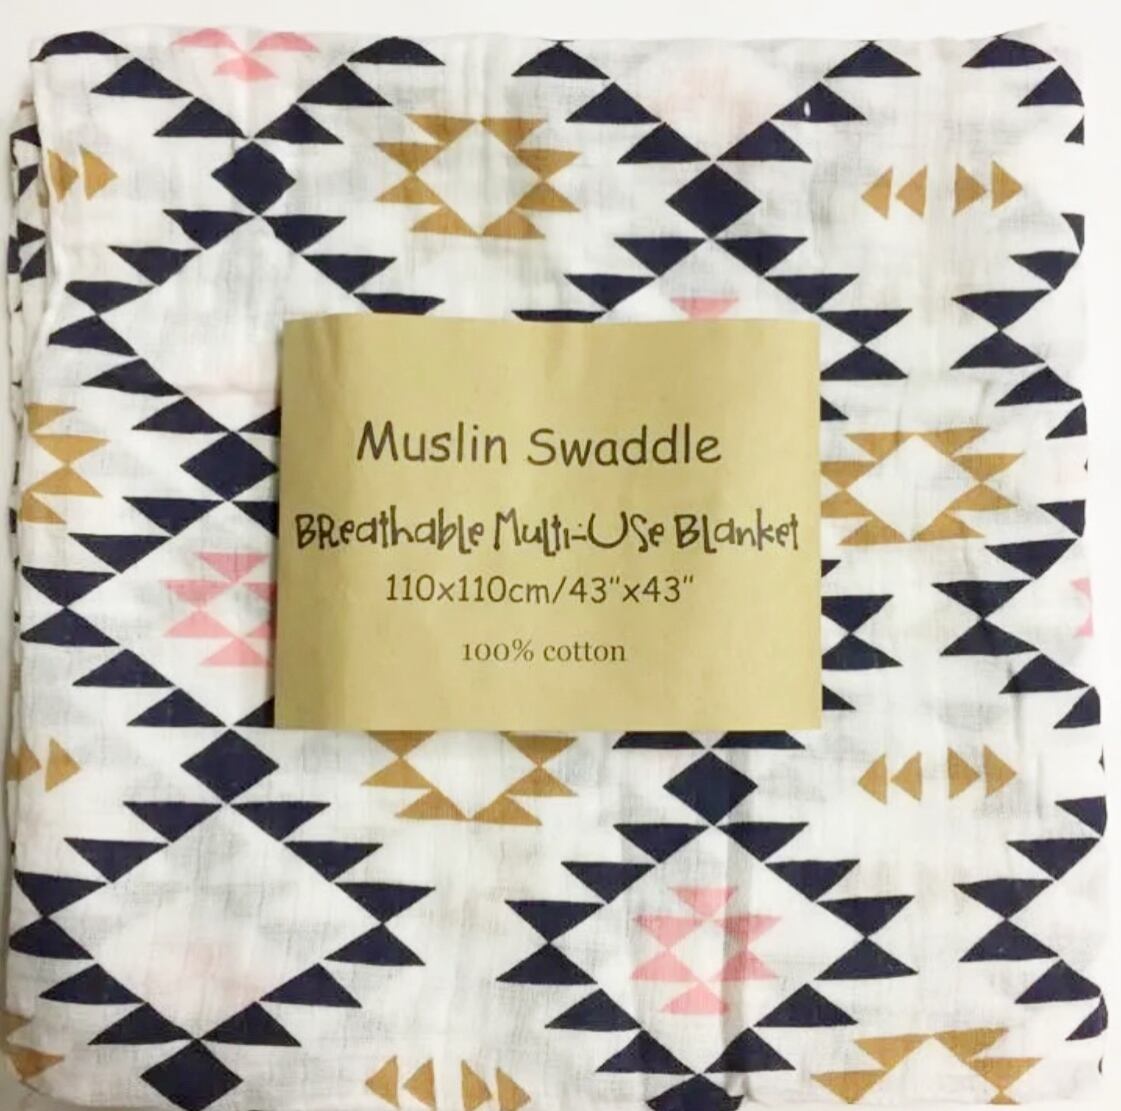 Muslin Swaddle
BReathable Multi-USe Blanket
110x110cm/43"x43"
100% cotton